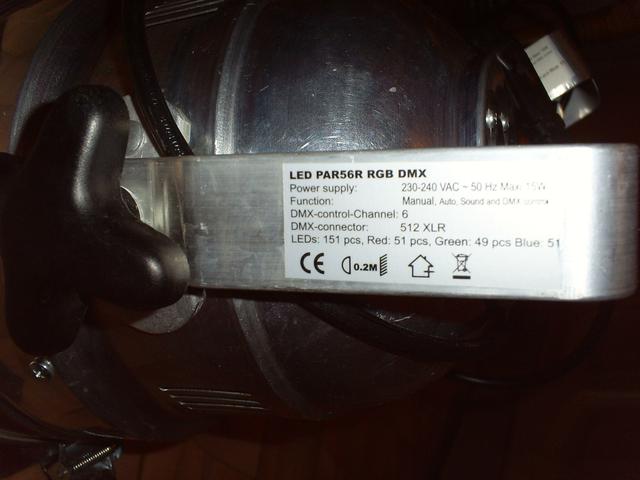 LED PAR56R RGB DMX
Power supply: 230-240 VAC ~ 50 Hz Max. 15W
Function: Manual, Auto, Sound and DMX control
DMX-control-Channel: 6
DMX-connector: 512 XLR
LEDs: 151 pcs, Red: 51 pcs, Green: 49 pcs Blue: 51
CE 0.2M